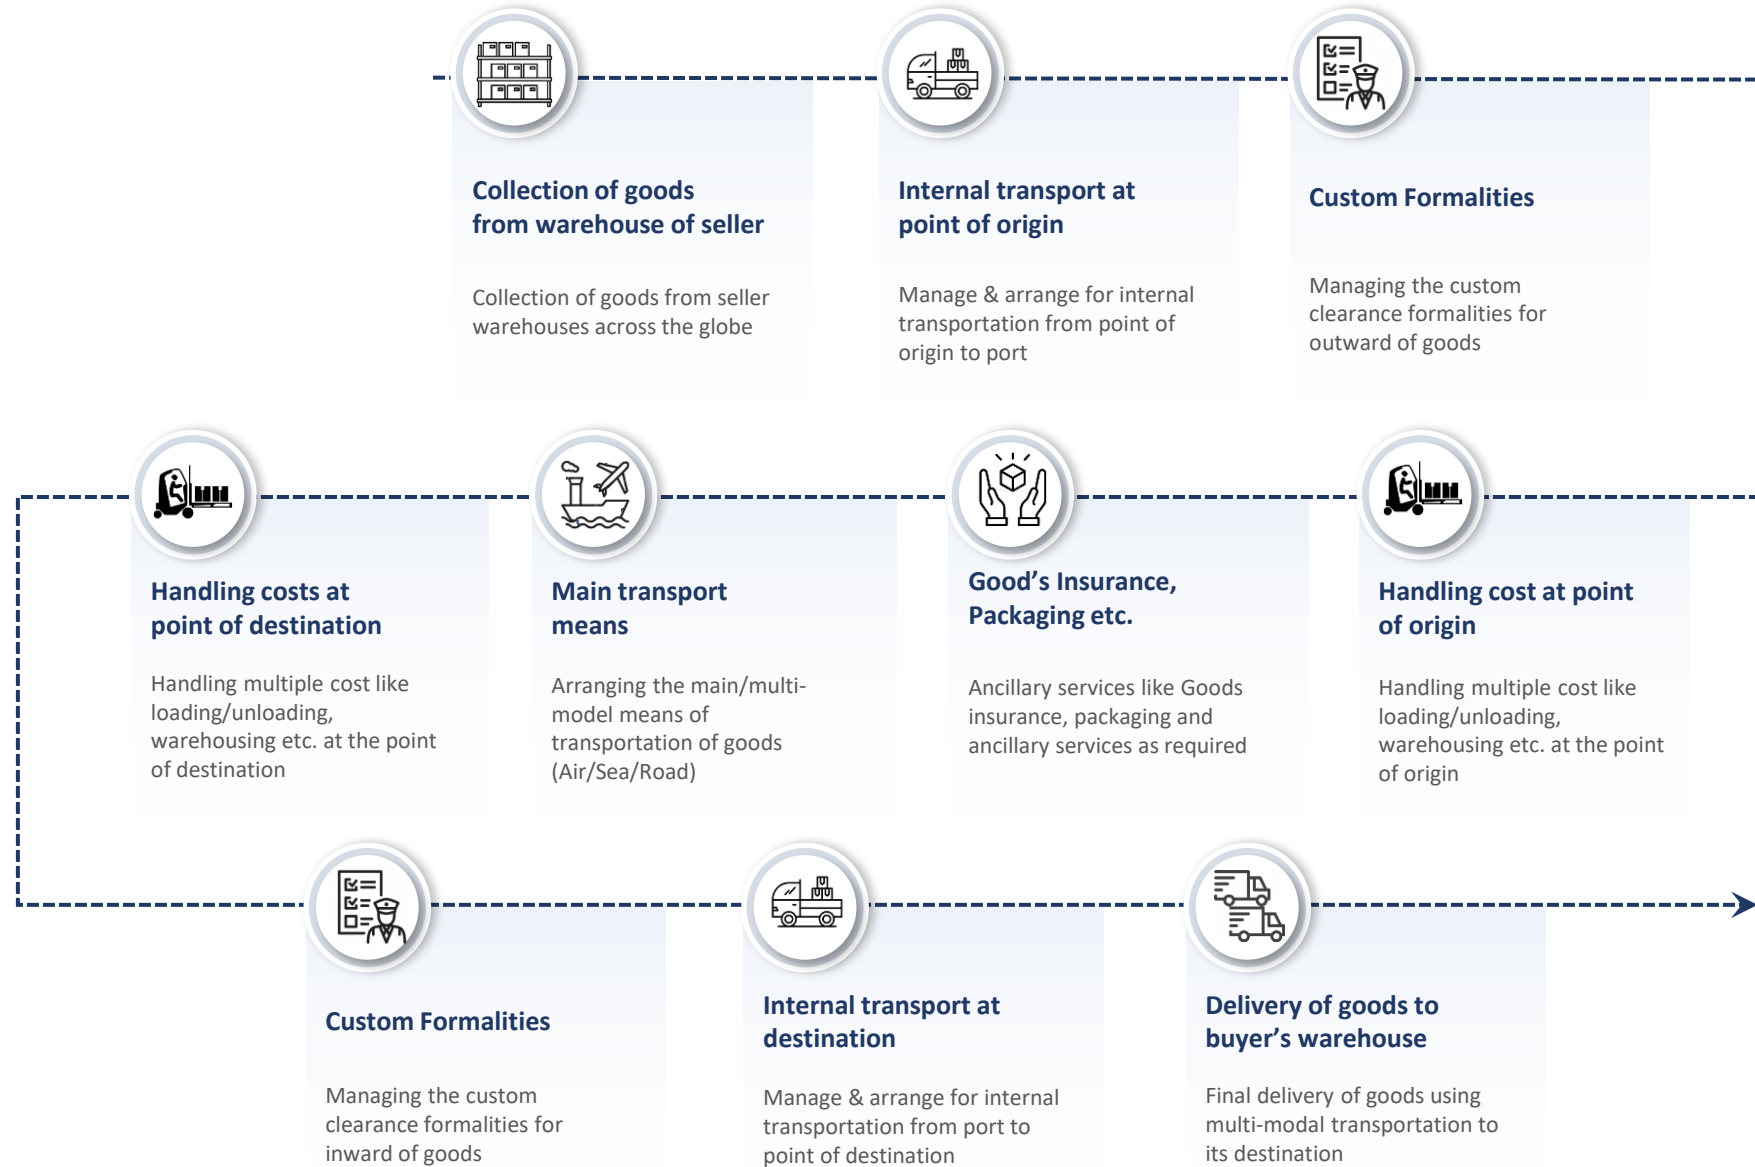 Collection of goods
from warehouse of seller
Collection of goods from seller
warehouses across the globe
Internal transport at
point of origin
Manage & arrange for internal
transportation from point of
origin to port
Custom Formalities
Managing the custom
clearance formalities for
outward of goods
Handling costs at
point of destination
Handling multiple cost like
loading/unloading,
warehousing etc. at the point
of destination
Main transport
means
Arranging the main/multi-
model means of
transportation of goods
(Air/Sea/Road)
Good’s Insurance,
Packaging etc.
Ancillary services like Goods
insurance, packaging and
ancillary services as required
Handling cost at point
of origin
Handling multiple cost like
loading/unloading,
warehousing etc. at the point
of origin
Custom Formalities
Managing the custom
clearance formalities for
inward of goods
Internal transport at
destination
Manage & arrange for internal
transportation from port to
point of destination
Delivery of goods to
buyer’s warehouse
Final delivery of goods using
multi-modal transportation to
its destination